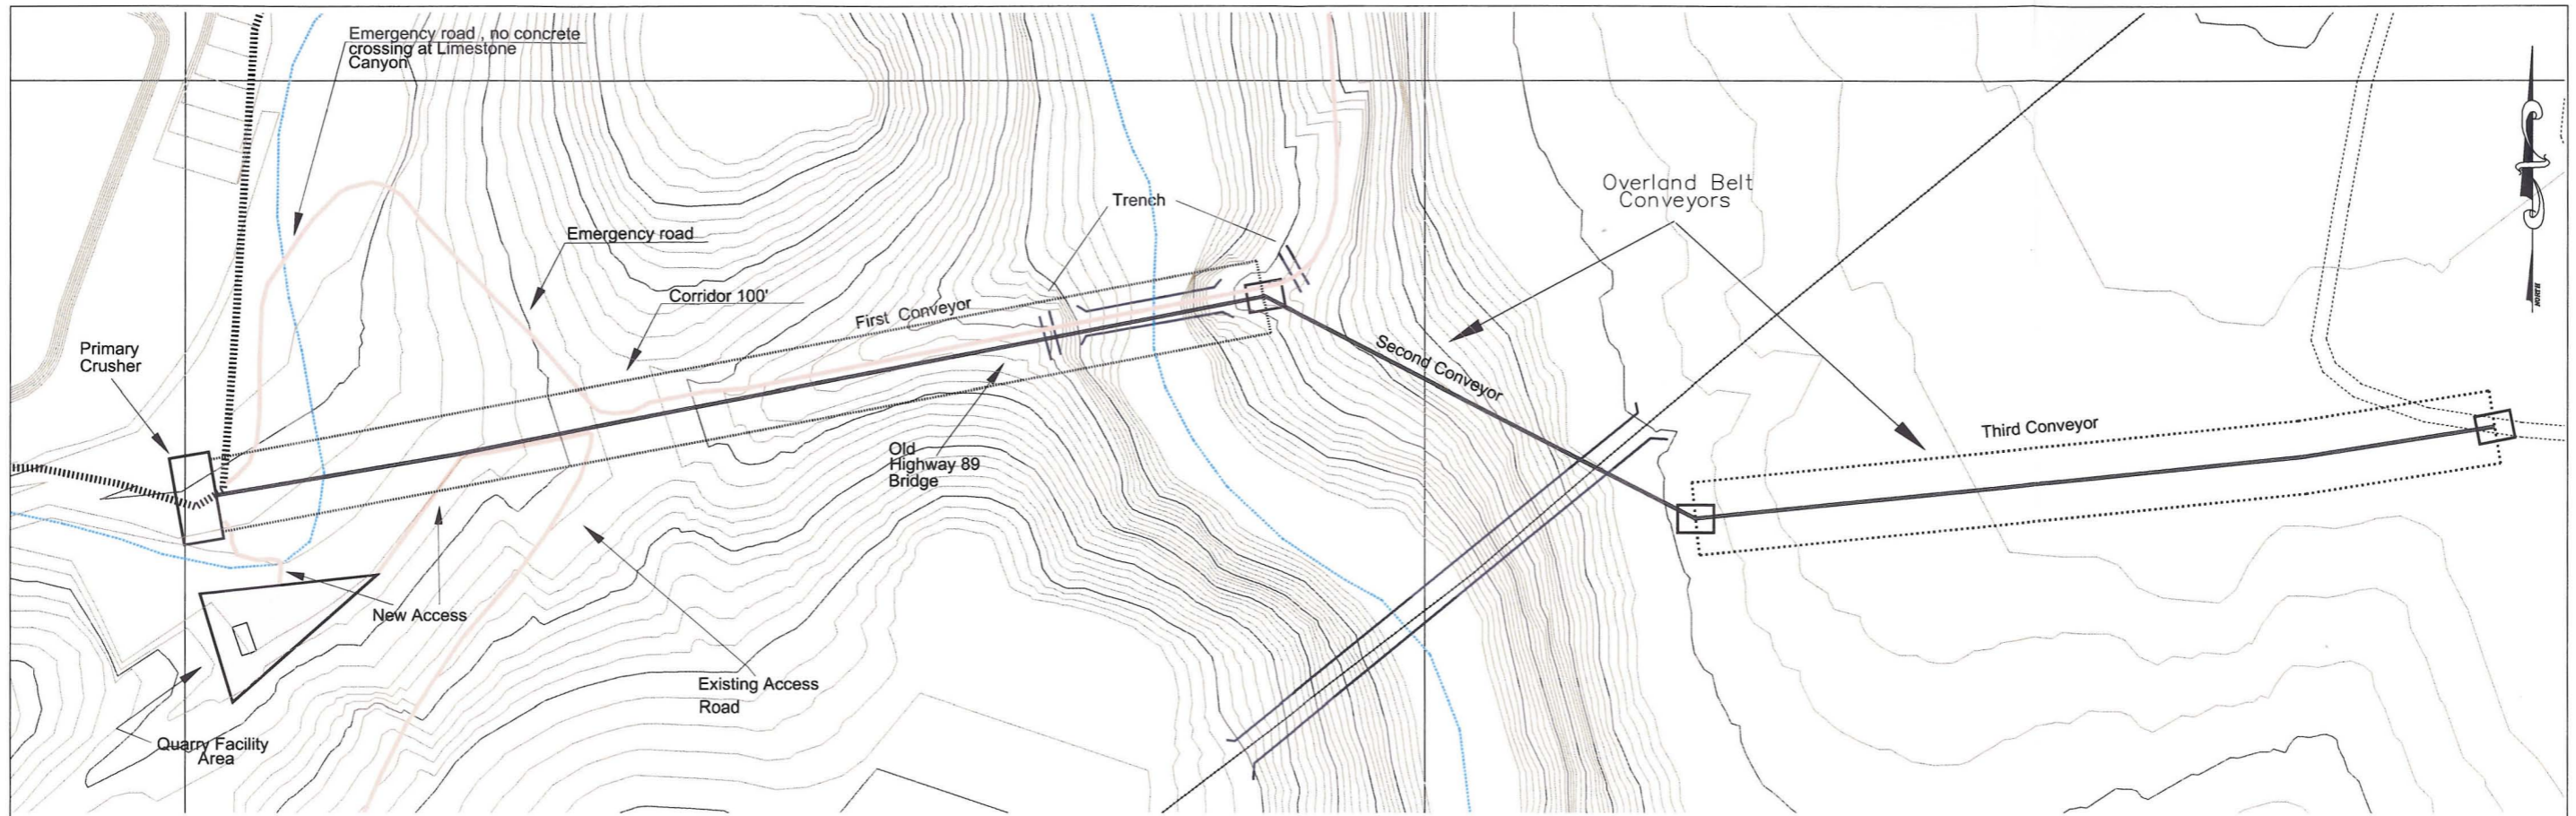 Emergency road , no concrete
crossing at Limestone
Canyon
Trench
Overland Belt
Conveyors
Emergency road
Corridor 100'
First Conveyor
NORTH
Primary
Crusher
Second Conveyor
Third Conveyor
Old
Highway 89
Bridge
New Access
Existing Access
Road
Quarry Facility
Area